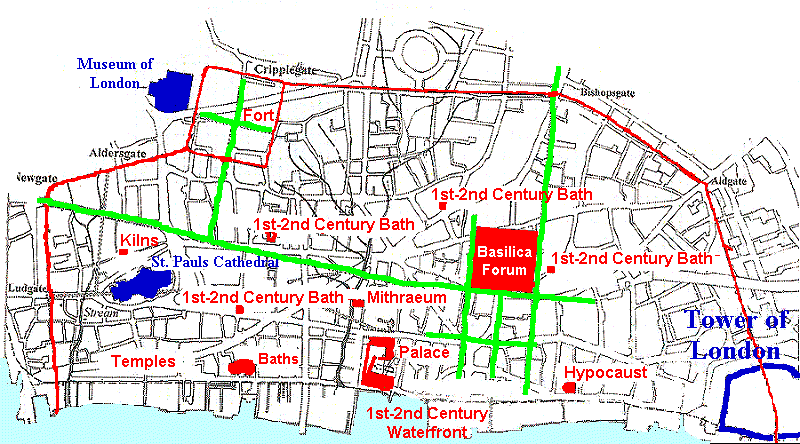 Museum of
London
Cripplegate
Bishopsgate
Fort
Aldersgate
Newgate
Aldgate
1st-2nd Century Bath
1st-2nd Century Bath
Kilns
Basilica
Forum
St. Pauls Cathedral
1st-2nd Century Bath
Ludgate
1st-2nd Century Bath
Mithraeum
Stream
Tower of
London
Temples
Baths
Palace
Hypocaust
1st-2nd Century
Waterfront